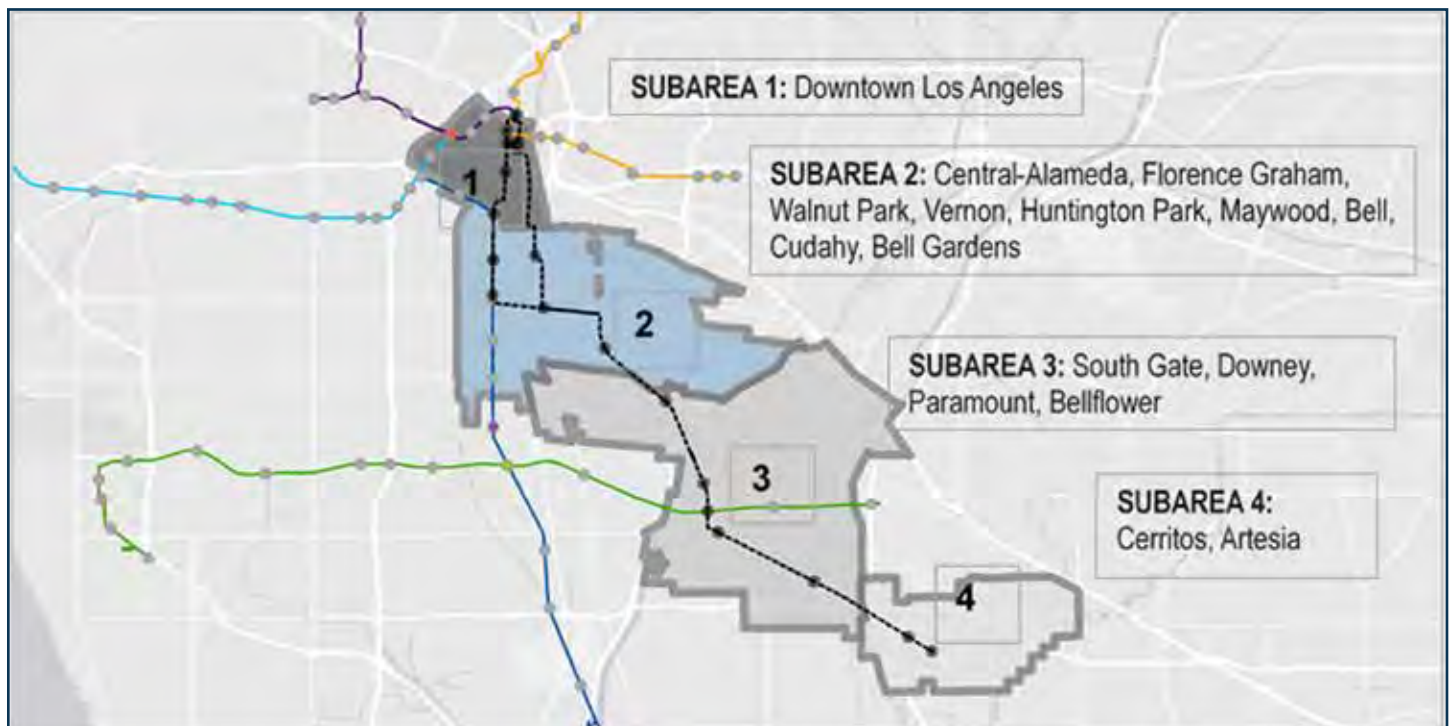 SUBAREA 1: Downtown Los Angeles
SUBAREA 2: Central-Alameda, Florence Graham,
Walnut Park, Vernon, Huntington Park, Maywood, Bell,
Cudahy, Bell Gardens
1
2
SUBAREA 3: South Gate, Downey,
Paramount, Bellflower
3
SUBAREA 4:
Cerritos, Artesia
4